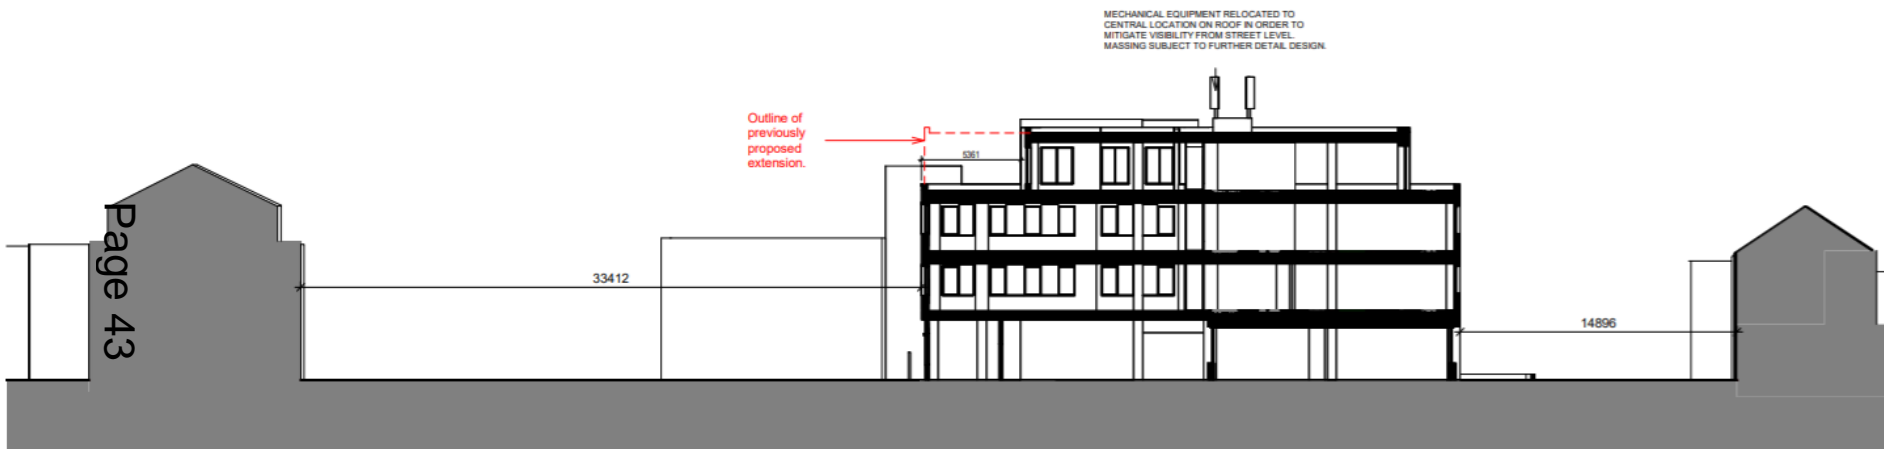 MECHANICAL EQUIPMENT RELOCATED TO
CENTRAL LOCATION ON ROOF IN ORDER TO
MITIGATE VISIBILITY FROM STREET LEVEL.
MASSING SUBJECT TO FURTHER DETAIL DESIGN.
Outline of
previously
proposed
extension.
5361
Page 43
33412
14896